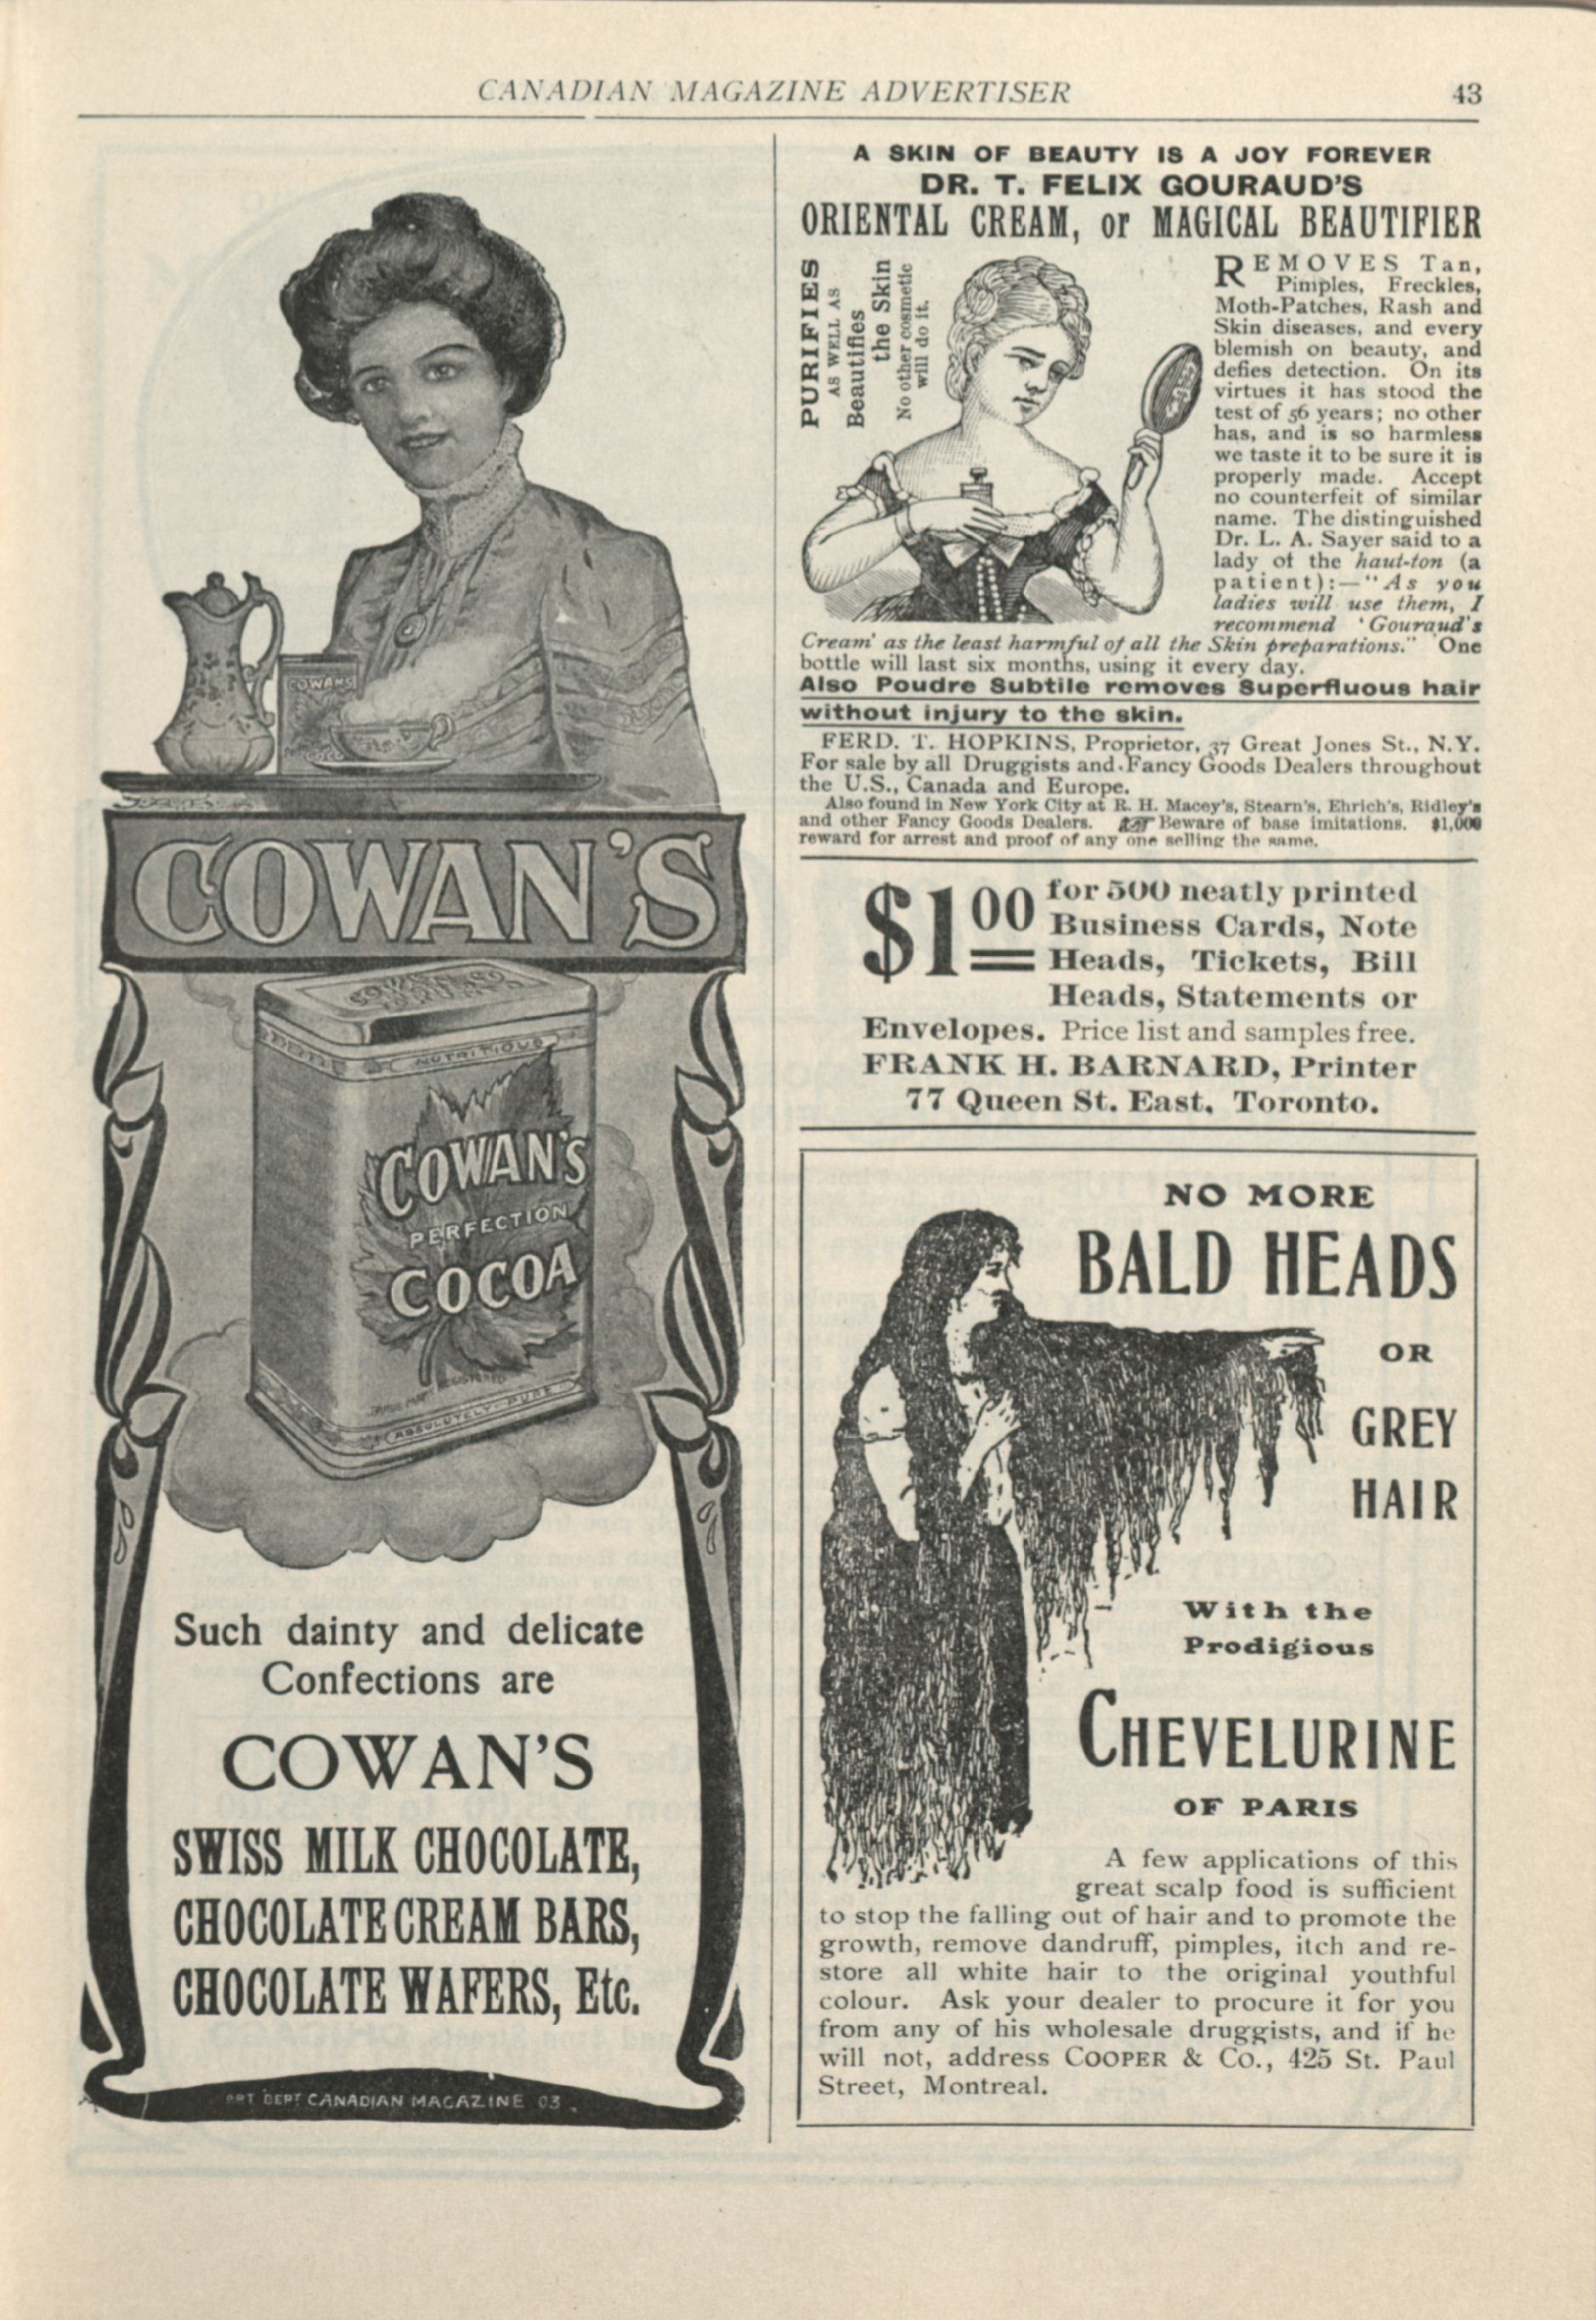 CANADIAN MAGAZINE ADVERTISER 43
COWANS
COWAN'S
NUTRITIOUS
COWAN'S
PERFECTION
COCOA
REGISTERED
ABSOLUTELY PURE
Such dainty and delicate
Confections are
COWAN'S
SWISS MILK CHOCOLATE,
CHOCOLATE CREAM BARS,
CHOCOLATE WAFERS, Etc.
ART DEPT CANADIAN MAGAZINE 03
A SKIN OF BEAUTY IS A JOY FOREVER
DR. T. FELIX GOURAUD'S
ORIENTAL CREAM, or MAGICAL BEAUTIFIER
PURIFIES
AS WELL AS
Beautifies
the Skin
No other cosmetic
will do it.
REMOVES Tan,
Pimples, Freckles,
Moth-Patches, Rash and
Skin diseases, and every
blemish on beauty, and
defies detection. On its
virtues it has stood the
test of 56 years; no other
has, and is so harmless
we taste it to be sure it is
properly made. Accept
no counterfeit of similar
name. The distinguished
Dr. L. A. Sayer said to a
lady of the haut-ton (a
patient):—"As you
ladies will use them, I
recommend 'Gouraud's
Cream' as the least harmful of all the Skin preparations." One
bottle will last six months, using it every day.
Also Poudre Subtile removes Superfluous hair
without injury to the skin.
FERD. T. HOPKINS, Proprietor, 37 Great Jones St., N.Y.
For sale by all Druggists and Fancy Goods Dealers throughout
the U.S., Canada and Europe.
Also found in New York City at R. H. Macey's, Stearn's, Ehrich's, Ridley's
and other Fancy Goods Dealers. ☞ Beware of base imitations. $1,000
reward for arrest and proof of any one selling the same.
$1.00 for 500 neatly printed
Business Cards, Note
Heads, Tickets, Bill
Heads, Statements or
Envelopes. Price list and samples free.
FRANK H. BARNARD, Printer
77 Queen St. East, Toronto.
NO MORE
BALD HEADS
OR
GREY
HAIR
With the
Prodigious
CHEVELURINE
OF PARIS
A few applications of this
great scalp food is sufficient
to stop the falling out of hair and to promote the
growth, remove dandruff, pimples, itch and re-
store all white hair to the original youthful
colour. Ask your dealer to procure it for you
from any of his wholesale druggists, and if he
will not, address COOPER & CO., 425 St. Paul
Street, Montreal.